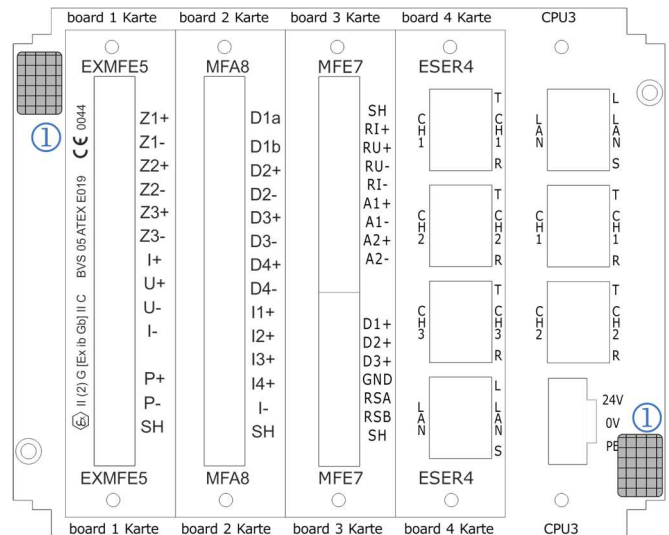 board 1 Karte
board 2 Karte
board 3 Karte
board 4 Karte
CPU3
EXMFE5
MFA8
MFE7
ESER4
①
II (2) G [Ex ib Gb] II C BVS 05 ATEX E019 CE 0044
Ex
Z1+
Z1-
Z2+
Z2-
Z3+
Z3-
I+
U+
U-
I-
P+
P-
SH
D1a
D1b
D2+
D2-
D3+
D3-
D4+
D4-
I1+
I2+
I3+
I4+
I-
SH
SH
RI+
RU+
RU-
RI-
A1+
A1-
A2+
A2-
D1+
D2+
D3+
GND
RSA
RSB
SH
CH1
T CH1 R
CH2
T CH2 R
CH3
T CH3 R
LAN
L LAN S
LAN
L LAN S
CH1
T CH1 R
CH2
T CH2 R
24V
0V
PE
①
EXMFE5
MFA8
MFE7
ESER4
board 1 Karte
board 2 Karte
board 3 Karte
board 4 Karte
CPU3